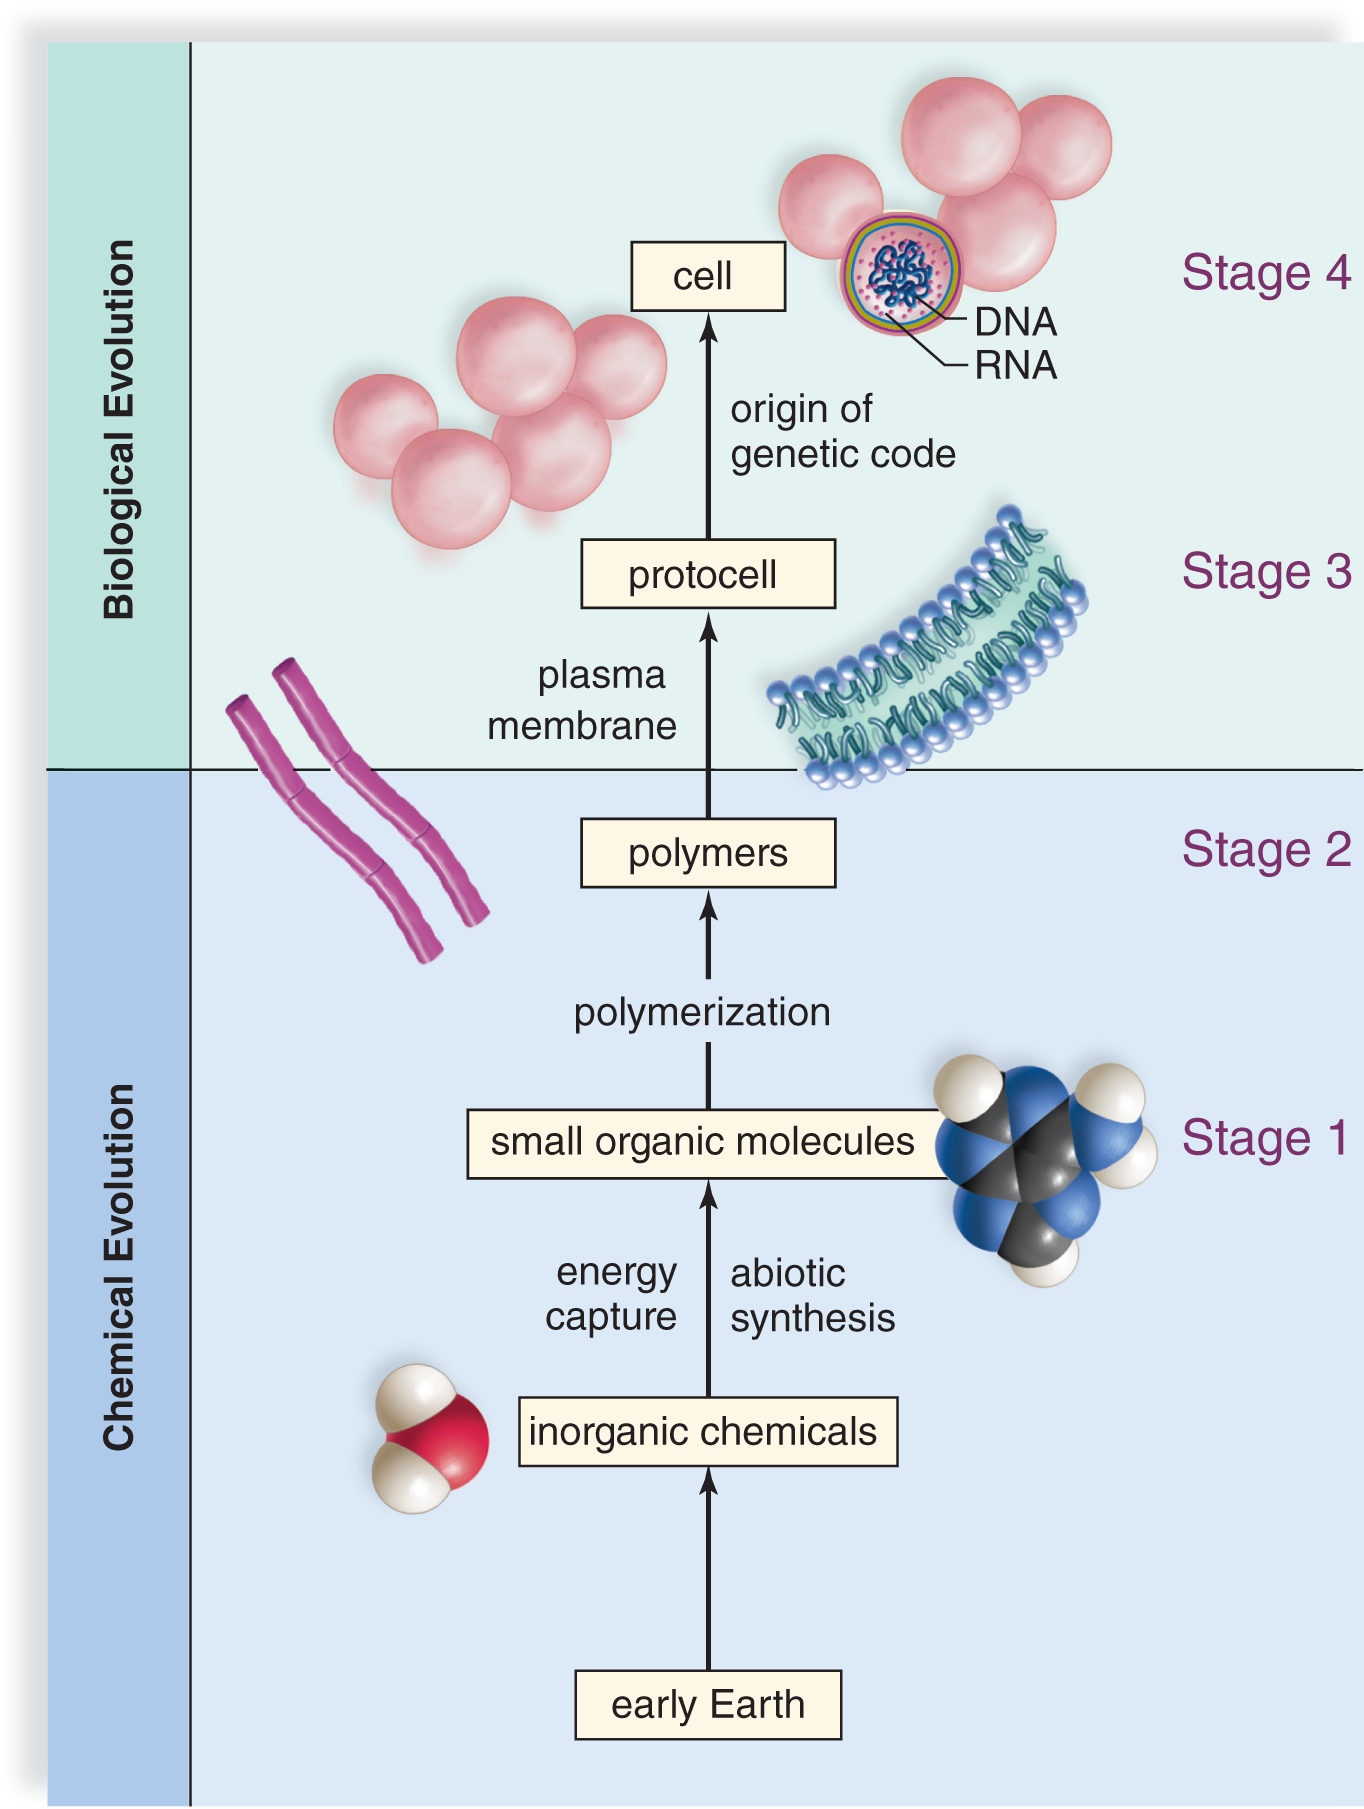 Biological Evolution
cell
Stage 4
DNA
RNA
origin of
genetic code
protocell
Stage 3
plasma
membrane
polymers
Stage 2
Chemical Evolution
polymerization
small organic molecules
Stage 1
energy
capture
abiotic
synthesis
inorganic chemicals
early Earth